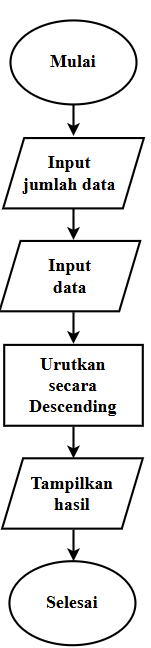 Mulai
Input
jumlah data
Input
data
Urutkan
secara
Descending
Tampilkan
hasil
Selesai